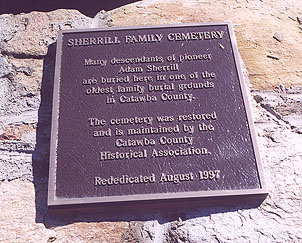 SHERRILL FAMILY CEMETERY
Many descendants of pioneer
Adam Sherrill
are buried here in one of the
oldest family burial grounds
in Catawba County.
The cemetery was restored
and is maintained by the
Catawba County
Historical Association.
Rededicated August 1997.